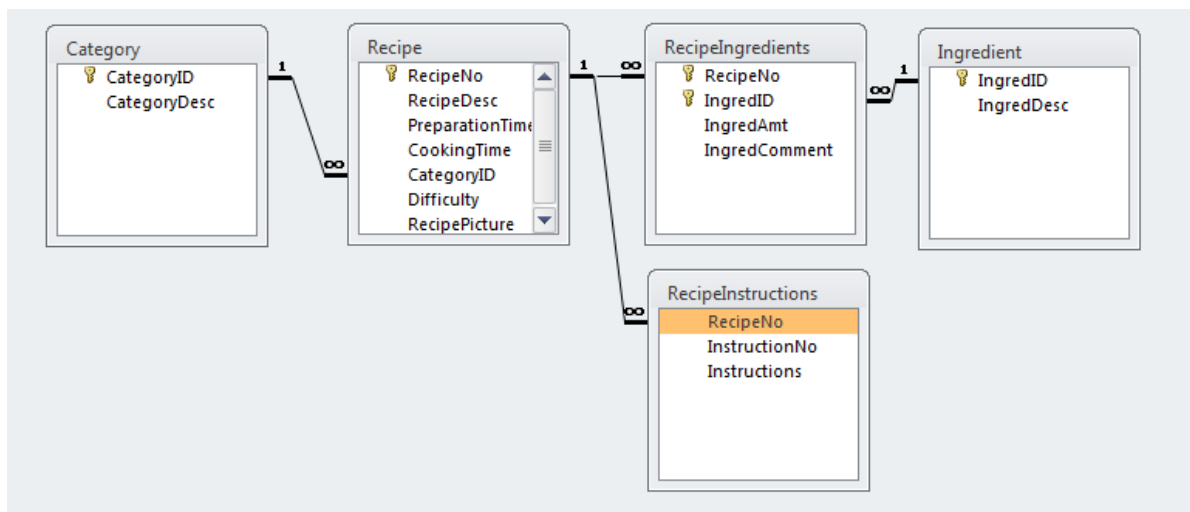 Category
CategoryID
CategoryDesc
1
∞
Recipe
RecipeNo
RecipeDesc
PreparationTime
CookingTime
CategoryID
Difficulty
RecipePicture
1
∞
∞
RecipeIngredients
RecipeNo
IngredID
IngredAmt
IngredComment
∞
1
Ingredient
IngredID
IngredDesc
RecipeInstructions
RecipeNo
InstructionNo
Instructions